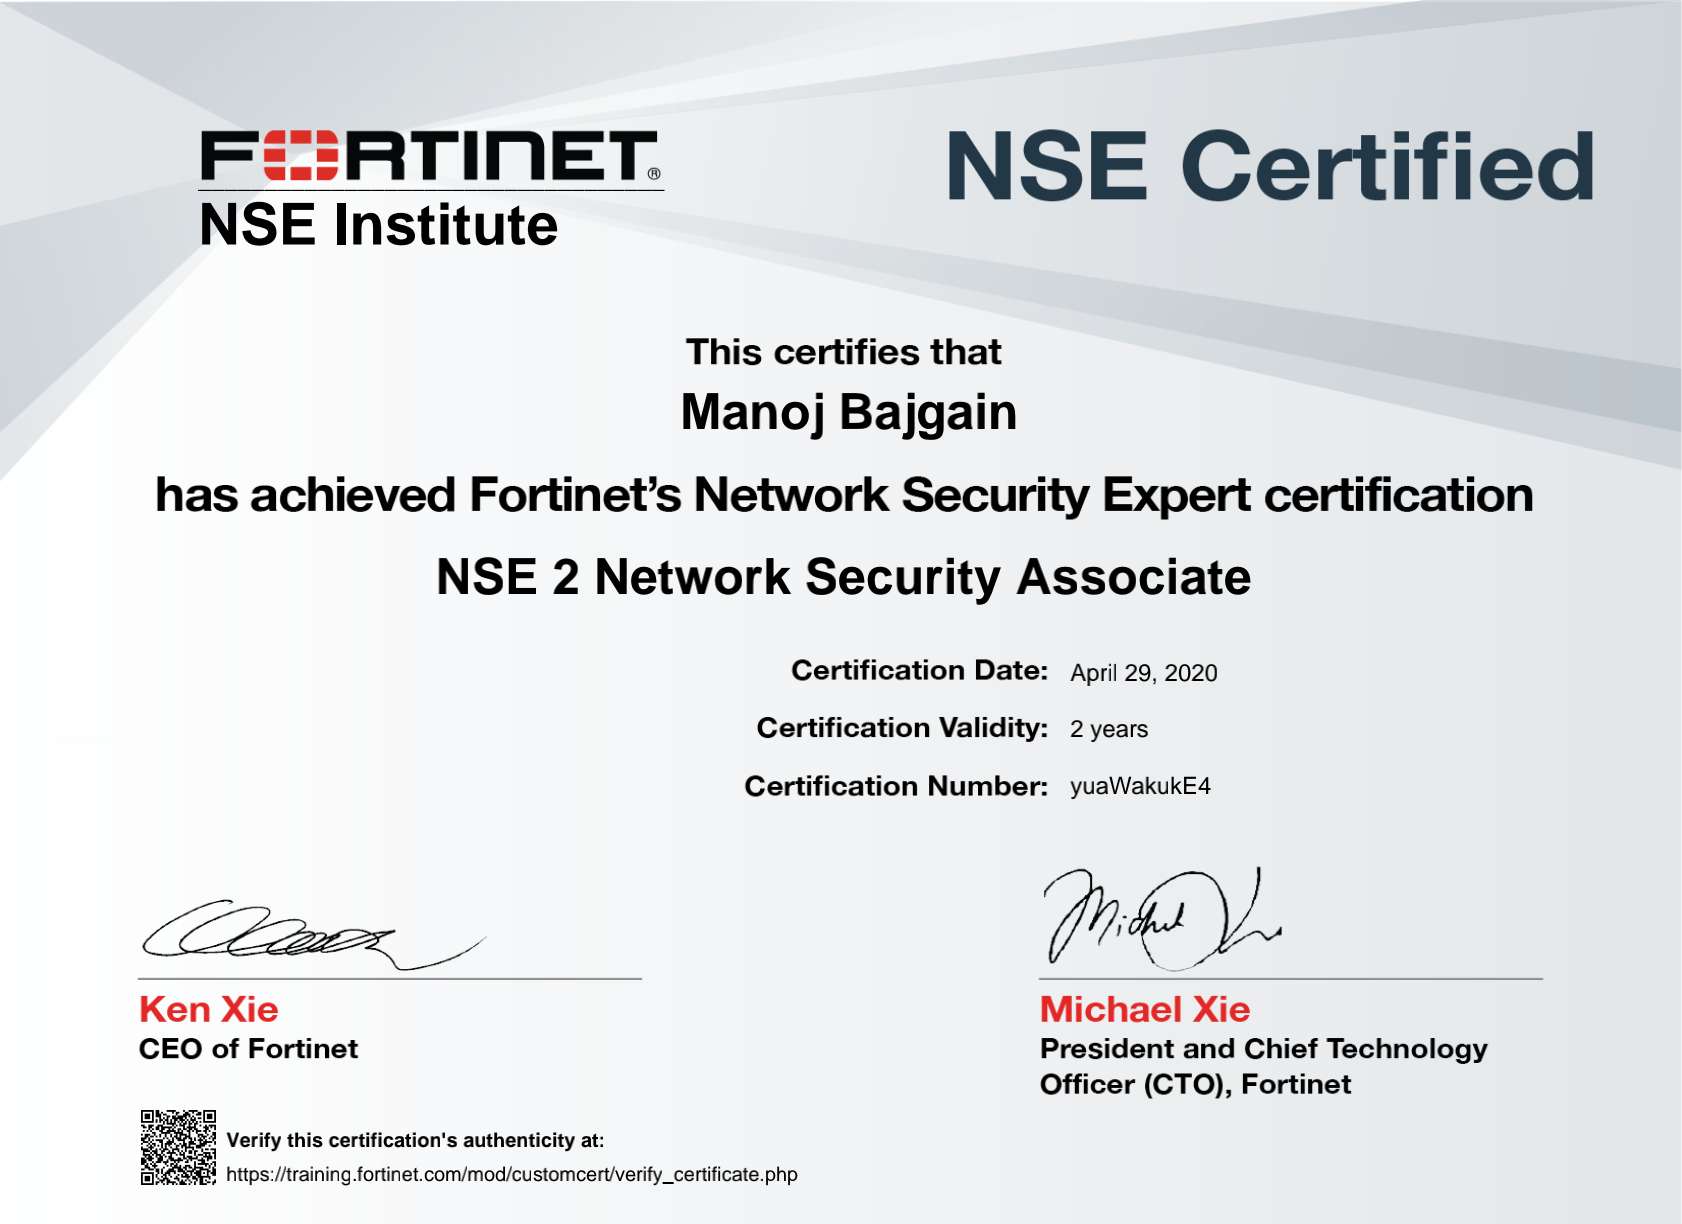 FORTINET®
NSE Institute
NSE Certified
This certifies that
Manoj Bajgain
has achieved Fortinet’s Network Security Expert certification
NSE 2 Network Security Associate
Certification Date: April 29, 2020
Certification Validity: 2 years
Certification Number: yuaWakukE4
Michael X
Ken Xie
CEO of Fortinet
Michael Xie
President and Chief Technology
Officer (CTO), Fortinet
Verify this certification's authenticity at:
https://training.fortinet.com/mod/customcert/verify_certificate.php